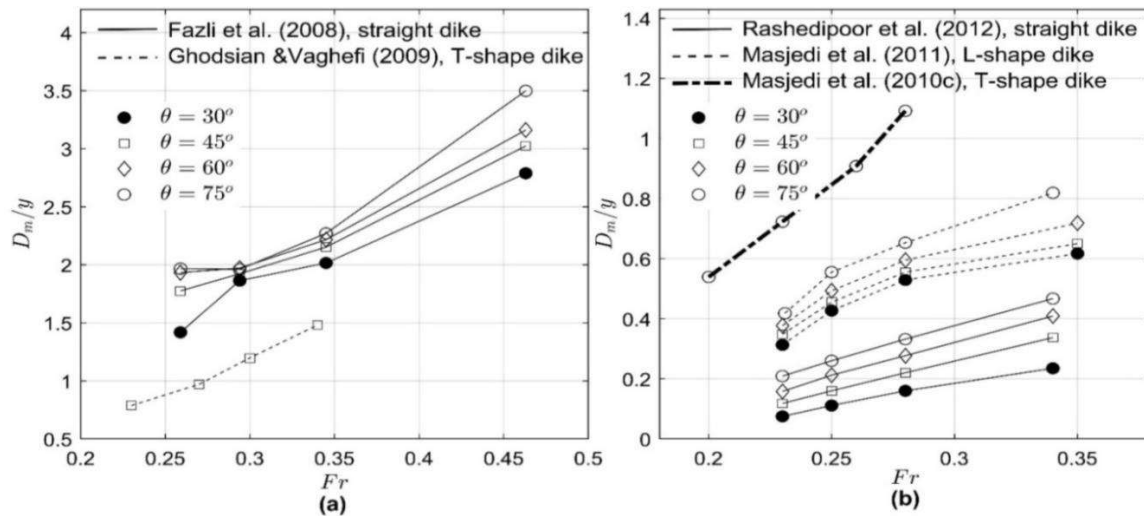 4
3.5
3
2.5
2
1.5
1
0.5
D_m/y
Fazli et al. (2008), straight dike
Ghodsian &Vaghefi (2009), T-shape dike
θ = 30°
θ = 45°
θ = 60°
θ = 75°
0.2 0.25 0.3 0.35 0.4 0.45 0.5
Fr
(a)
1.4
1.2
1
0.8
0.6
0.4
0.2
0
D_m/y
Rashedipoor et al. (2012), straight dike
Masjedi et al. (2011), L-shape dike
Masjedi et al. (2010c), T-shape dike
θ = 30°
θ = 45°
θ = 60°
θ = 75°
0.2 0.25 0.3 0.35
Fr
(b)